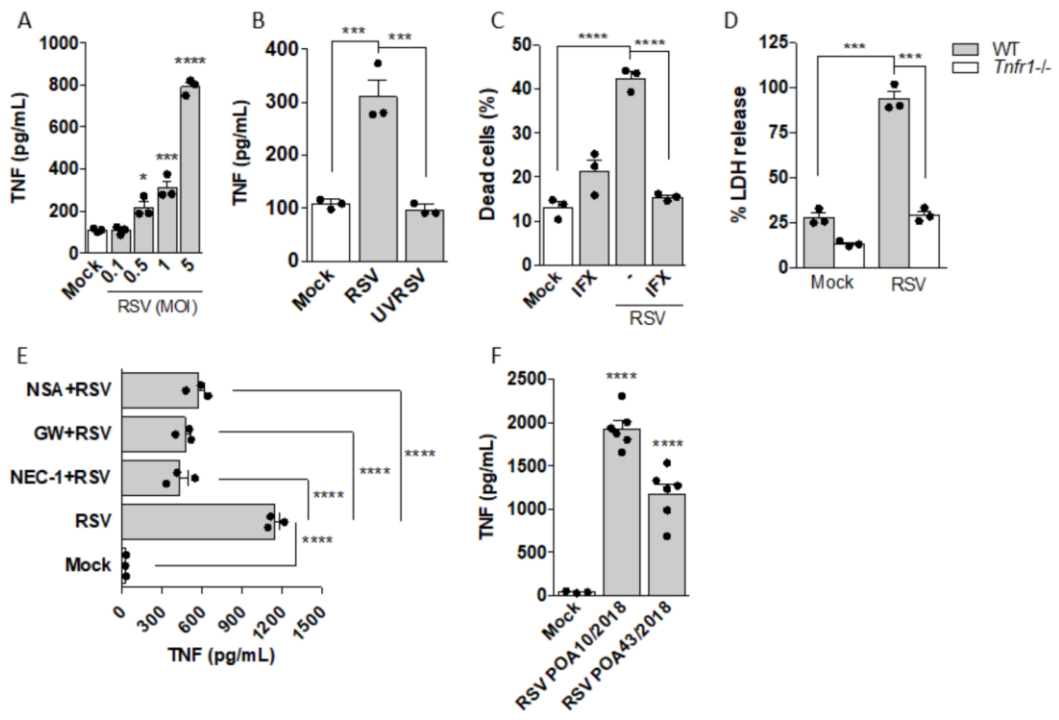 A
TNF (pg/mL)
1000
800
600
400
200
0
*
***
****
Mock
0.1
0.5
1
5
RSV (MOI)
B
TNF (pg/mL)
400
300
200
100
0
***
***
Mock
RSV
UVRSV
C
Dead cells (%)
50
40
30
20
10
0
****
****
Mock
IFX
-
IFX
RSV
D
% LDH release
125
100
75
50
25
0
***
***
WT
Tnfr1-/-
Mock
RSV
E
NSA+RSV
GW+RSV
NEC-1+RSV
RSV
Mock
****
****
****
****
0
300
600
900
1200
1500
TNF (pg/mL)
F
TNF (pg/mL)
2500
2000
1500
1000
500
0
****
****
Mock
RSV POA10/2018
RSV POA43/2018